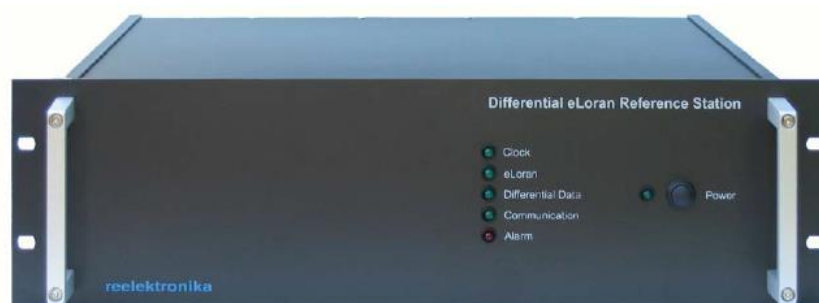 Differential eLoran Reference Station
Clock
eLoran
Differential Data
Communication
Alarm
Power
reelektronika